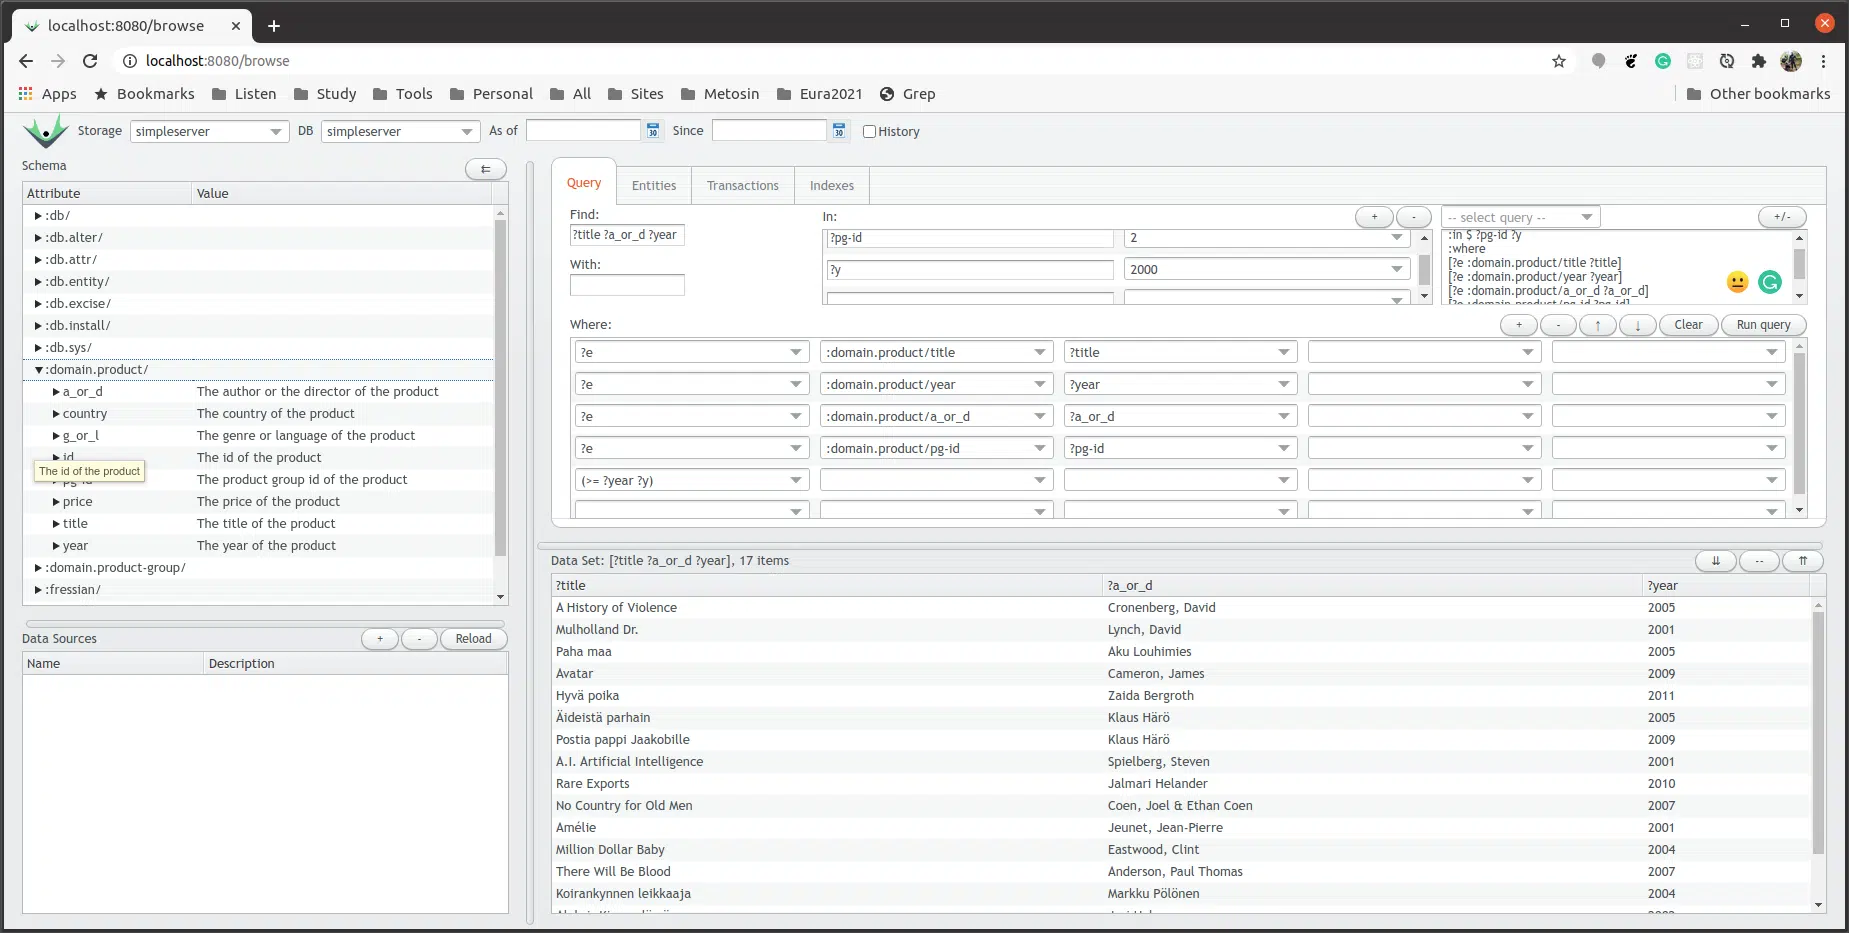 localhost:8080/browse
localhost:8080/browse
Apps Bookmarks Listen Study Tools Personal All Sites Metosin Eura2021 Grep Other bookmarks
Storage simpleserver DB simpleserver As of 30 Since 30 History
Schema
Attribute Value
:db/
:db.alter/
:db.attr/
:db.entity/
:db.excise/
:db.install/
:db.sys/
:domain.product/
a_or_d The author or the director of the product
country The country of the product
g_or_l The genre or language of the product
id The id of the product
The id of the product
pg-id The product group id of the product
price The price of the product
title The title of the product
year The year of the product
:domain.product-group/
:fressian/
Data Sources + - Reload
Name Description
Query Entities Transactions Indexes
Find:
?title ?a_or_d ?year
With:
In: + -
?pg-id 2
?y 2000
-- select query -- +/-
:in $ ?pg-id ?y
:where
[?e :domain.product/title ?title]
[?e :domain.product/year ?year]
[?e :domain.product/a_or_d ?a_or_d]
[?e :domain.product/pg-id ?pg-id]
Where: + - ↑ ↓ Clear Run query
?e :domain.product/title ?title
?e :domain.product/year ?year
?e :domain.product/a_or_d ?a_or_d
?e :domain.product/pg-id ?pg-id
(>= ?year ?y)
Data Set: [?title ?a_or_d ?year], 17 items ⇊ -- ⇈
?title ?a_or_d ?year
A History of Violence Cronenberg, David 2005
Mulholland Dr. Lynch, David 2001
Paha maa Aku Louhimies 2005
Avatar Cameron, James 2009
Hyvä poika Zaida Bergroth 2011
Äideistä parhain Klaus Härö 2005
Postia pappi Jaakobille Klaus Härö 2009
A.I. Artificial Intelligence Spielberg, Steven 2001
Rare Exports Jalmari Helander 2010
No Country for Old Men Coen, Joel & Ethan Coen 2007
Amélie Jeunet, Jean-Pierre 2001
Million Dollar Baby Eastwood, Clint 2004
There Will Be Blood Anderson, Paul Thomas 2007
Koirankynnen leikkaaja Markku Pölönen 2004